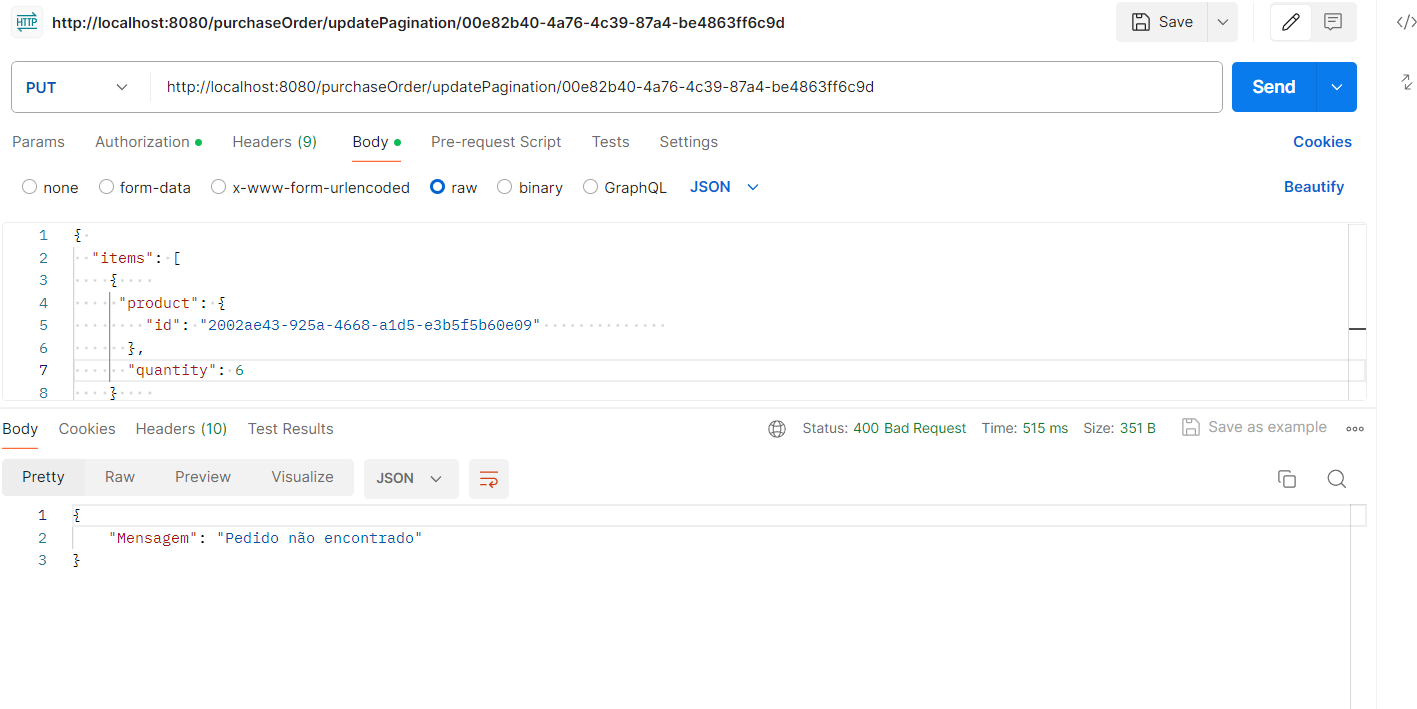 HTTP http://localhost:8080/purchaseOrder/updatePagination/00e82b40-4a76-4c39-87a4-be4863ff6c9d Save
PUT http://localhost:8080/purchaseOrder/updatePagination/00e82b40-4a76-4c39-87a4-be4863ff6c9d Send
Params Authorization Headers (9) Body Pre-request Script Tests Settings Cookies
none form-data x-www-form-urlencoded raw binary GraphQL JSON Beautify
1 {
2 "items": [
3 {
4 "product": {
5 "id": "2002ae43-925a-4668-a1d5-e3b5f5b60e09"
6 },
7 "quantity": 6
8 }
Body Cookies Headers (10) Test Results Status: 400 Bad Request Time: 515 ms Size: 351 B Save as example
Pretty Raw Preview Visualize JSON
1 {
2 "Mensagem": "Pedido não encontrado"
3 }